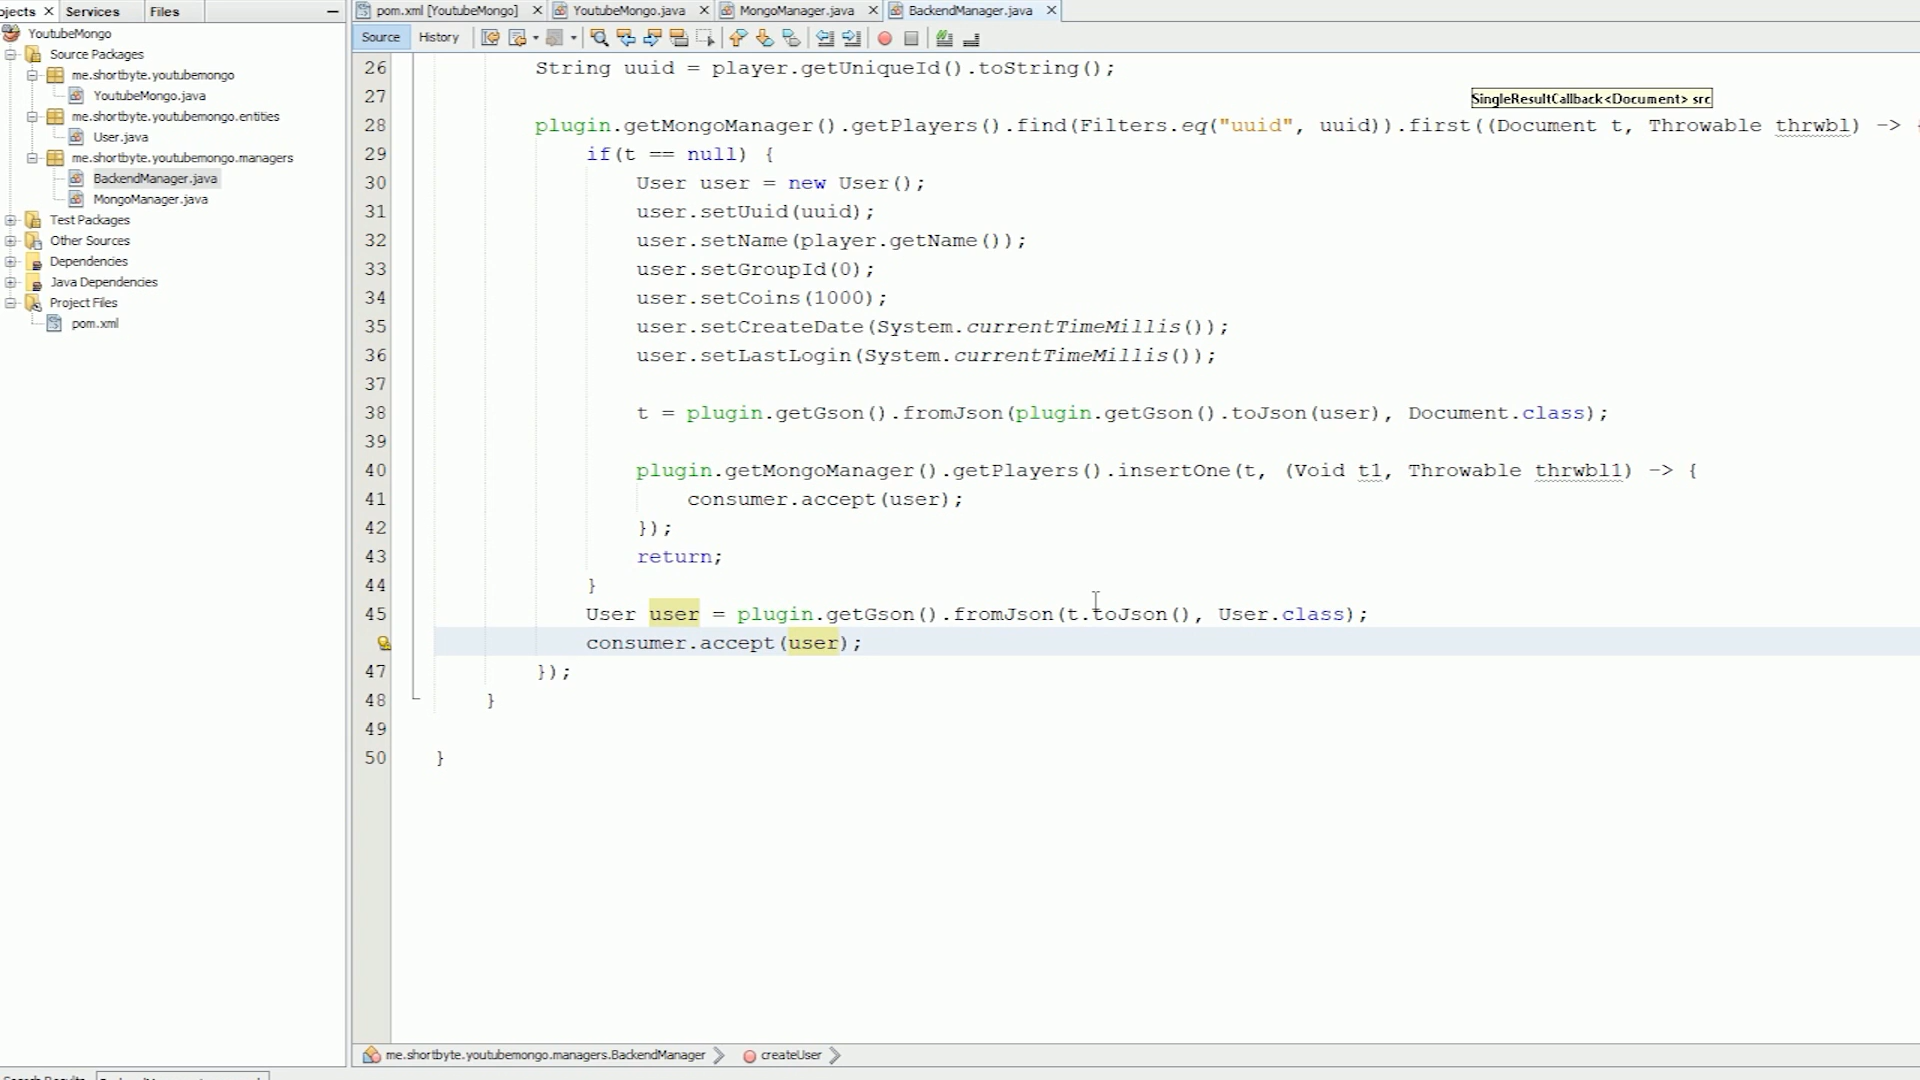 ojects
Services
Files
YoutubeMongo
Source Packages
me.shortbyte.youtubemongo
YoutubeMongo.java
me.shortbyte.youtubemongo.entities
User.java
me.shortbyte.youtubemongo.managers
BackendManager.java
MongoManager.java
Test Packages
Other Sources
Dependencies
Java Dependencies
Project Files
pom.xml
pom.xml [YoutubeMongo]
YoutubeMongo.java
MongoManager.java
BackendManager.java
Source
History
26 String uuid = player.getUniqueId().toString();
27
SingleResultCallback<Document> src
28 plugin.getMongoManager().getPlayers().find(Filters.eq("uuid", uuid)).first((Document t, Throwable thrwbl) -> {
29 if(t == null) {
30 User user = new User();
31 user.setUuid(uuid);
32 user.setName(player.getName());
33 user.setGroupId(0);
34 user.setCoins(1000);
35 user.setCreateDate(System.currentTimeMillis());
36 user.setLastLogin(System.currentTimeMillis());
37
38 t = plugin.getGson().fromJson(plugin.getGson().toJson(user), Document.class);
39
40 plugin.getMongoManager().getPlayers().insertOne(t, (Void t1, Throwable thrwbl1) -> {
41 consumer.accept(user);
42 });
43 return;
44 }
45 User user = plugin.getGson().fromJson(t.toJson(), User.class);
consumer.accept(user);
47 });
48 }
49
50 }
me.shortbyte.youtubemongo.managers.BackendManager
createUser